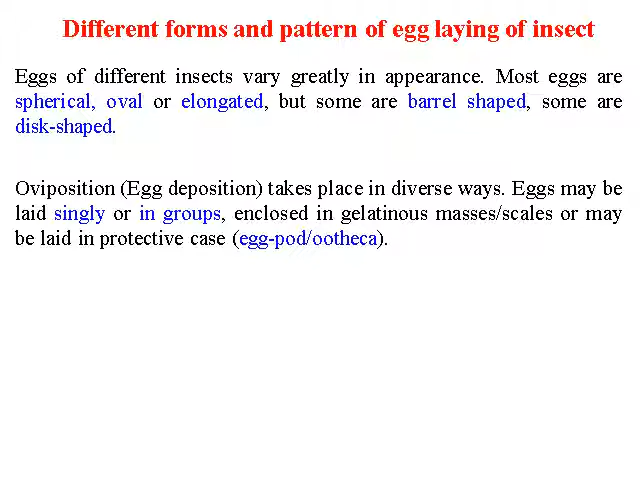 Different forms and pattern of egg laying of insect
Eggs of different insects vary greatly in appearance. Most eggs are
spherical, oval or elongated, but some are barrel shaped, some are
disk-shaped.
Oviposition (Egg deposition) takes place in diverse ways. Eggs may be
laid singly or in groups, enclosed in gelatinous masses/scales or may
be laid in protective case (egg-pod/ootheca).